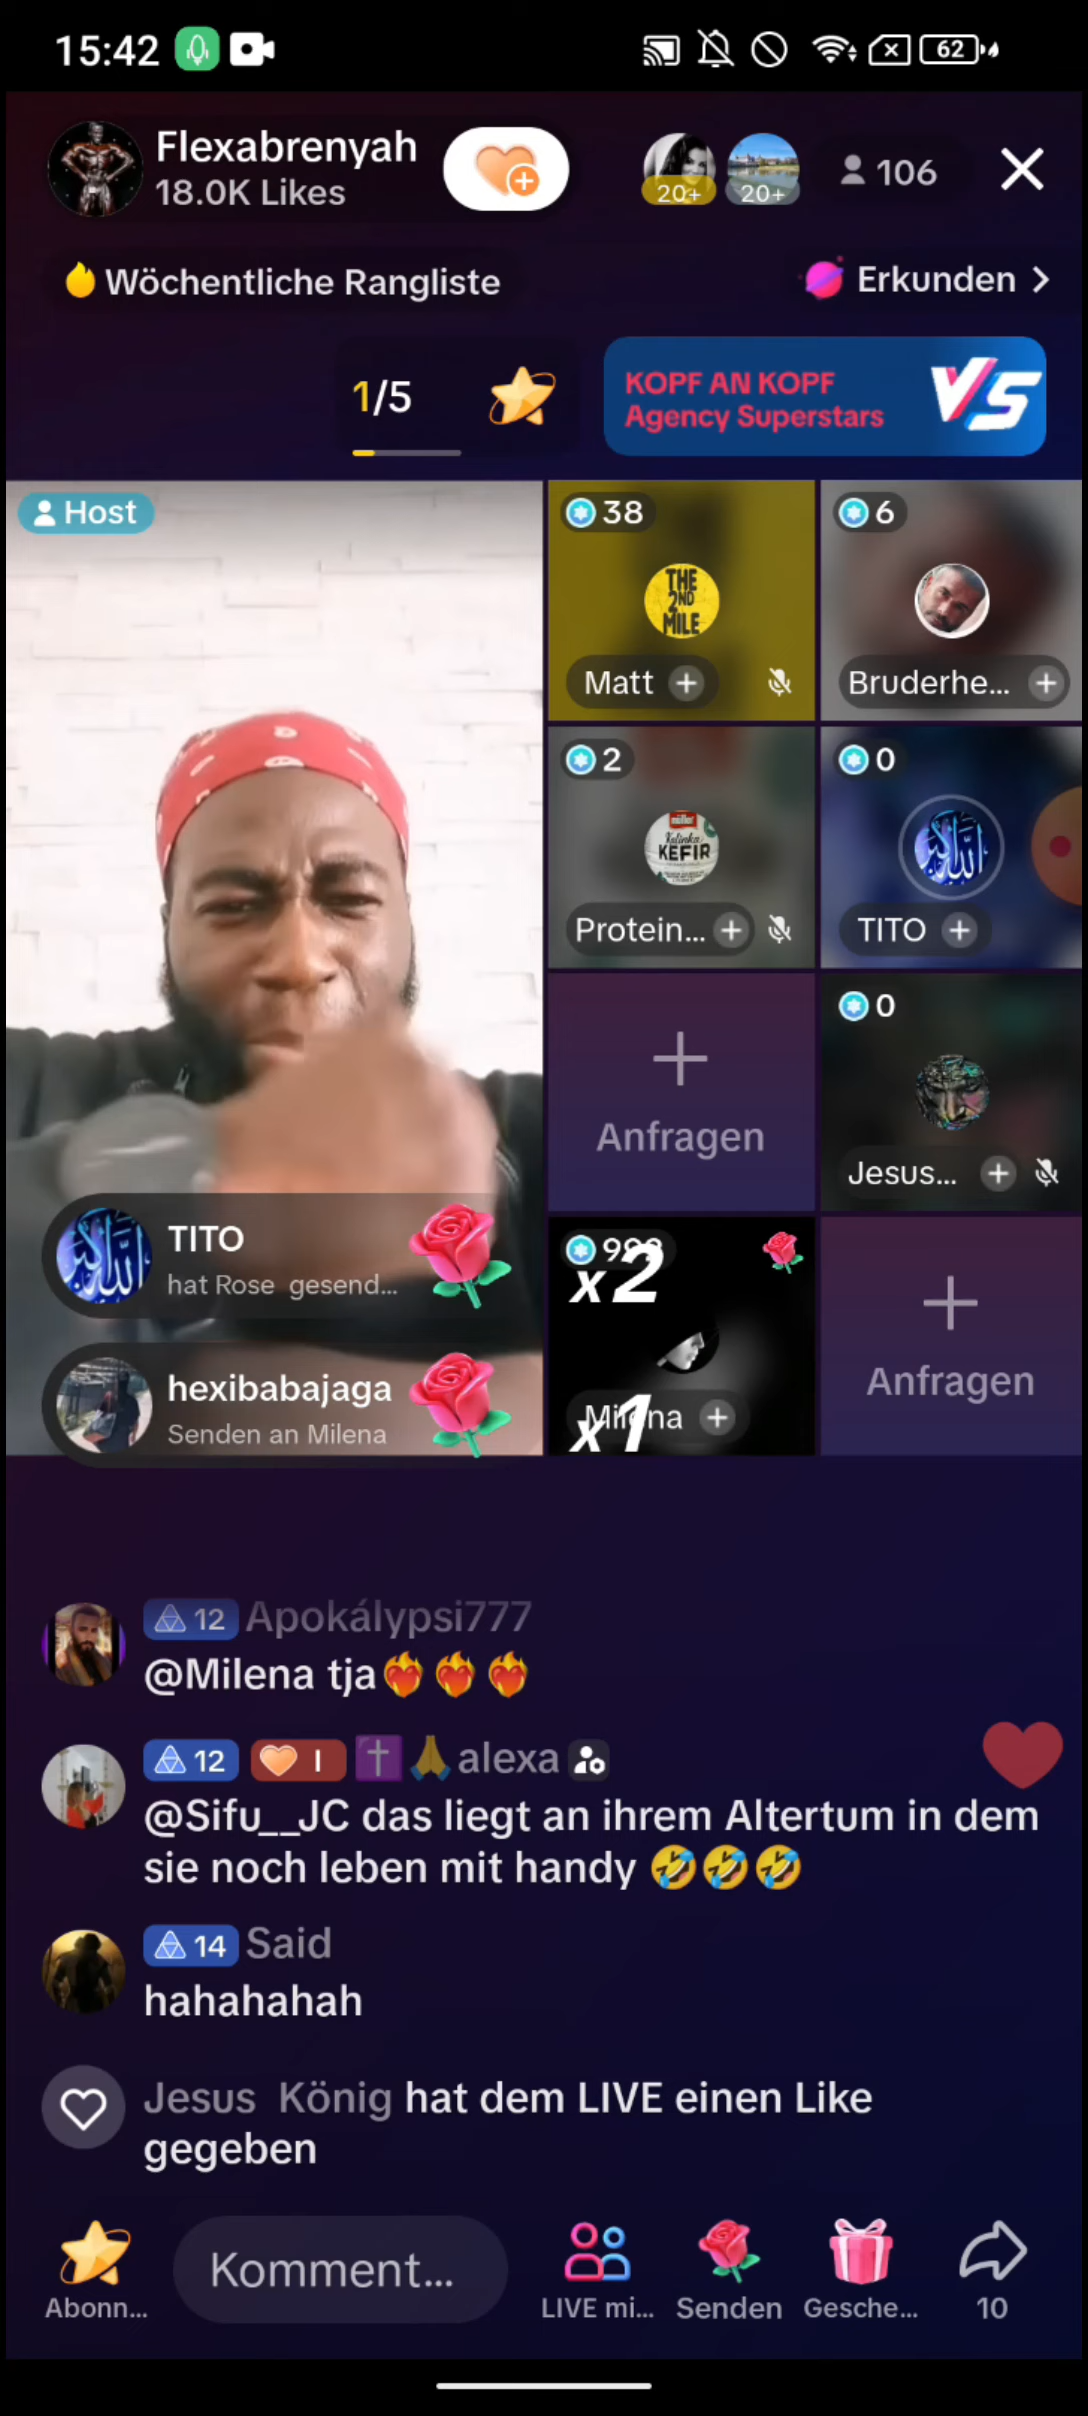 15:42
62
Flexabrenyah
18.0K Likes
20+
20+
106
Wöchentliche Rangliste
Erkunden
1/5
KOPF AN KOPF
Agency Superstars
VS
Host
38
THE
2ND
MILE
Matt
6
Bruderhe...
2
müller
Kalinka
KEFIR
Protein...
0
TITO
Anfragen
0
Jesus...
TITO
hat Rose gesend...
x2
hexibabajaga
Senden an Milena
x1
Milena
Anfragen
12 Apokálypsi777
@Milena tja❤️‍🔥❤️‍🔥❤️‍🔥
12 I ✝️🙏alexa
@Sifu__JC das liegt an ihrem Altertum in dem
sie noch leben mit handy 🤣🤣🤣
14 Said
hahahahah
Jesus König hat dem LIVE einen Like
gegeben
Komment...
Abonn...
LIVE mi...
Senden
Gesche...
10